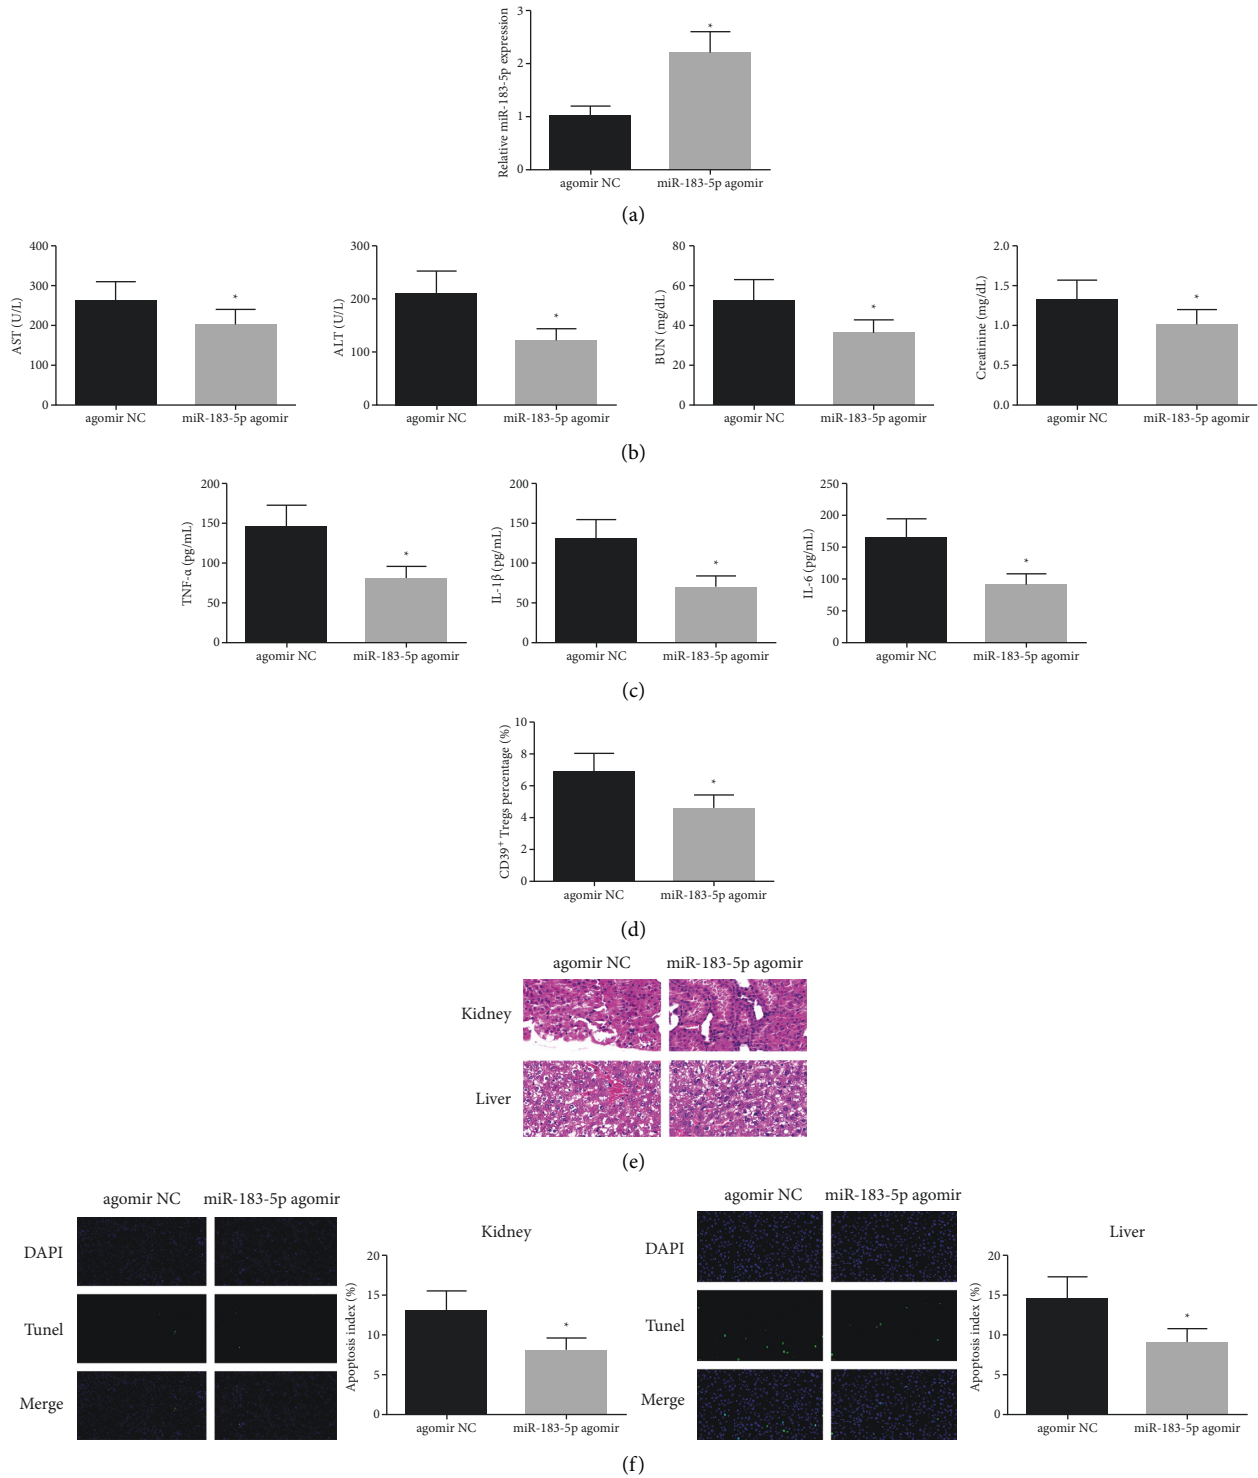 Relative miR-183-5p expression
3
2
1
0
*
agomir NC miR-183-5p agomir
(a)
AST (U/L)
400
300
200
100
0
*
agomir NC miR-183-5p agomir
ALT (U/L)
300
200
100
0
*
agomir NC miR-183-5p agomir
BUN (mg/dL)
80
60
40
20
0
*
agomir NC miR-183-5p agomir
Creatinine (mg/dL)
2.0
1.5
1.0
0.5
0.0
*
agomir NC miR-183-5p agomir
(b)
TNF-α (pg/mL)
200
150
100
50
0
*
agomir NC miR-183-5p agomir
IL-1β (pg/mL)
200
150
100
50
0
*
agomir NC miR-183-5p agomir
IL-6 (pg/mL)
250
200
150
100
50
0
*
agomir NC miR-183-5p agomir
(c)
CD39⁺ Tregs percentage (%)
10
8
6
4
2
0
*
agomir NC miR-183-5p agomir
(d)
agomir NC miR-183-5p agomir
Kidney
Liver
(e)
agomir NC miR-183-5p agomir
DAPI
Tunel
Merge
Kidney
Apoptosis index (%)
20
15
10
5
0
*
agomir NC miR-183-5p agomir
agomir NC miR-183-5p agomir
DAPI
Tunel
Merge
Liver
Apoptosis index (%)
20
15
10
5
0
*
agomir NC miR-183-5p agomir
(f)